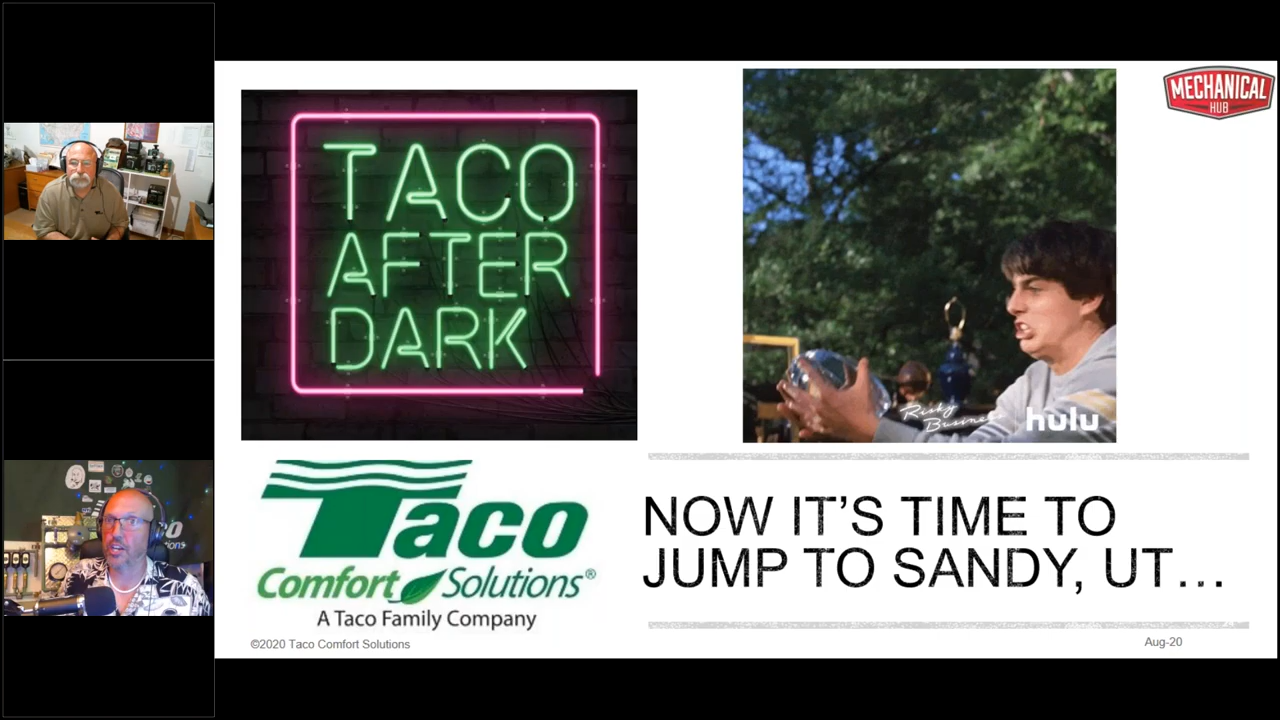 TACO
AFTER
DARK
Risky
Business
hulu
MECHANICAL
HUB
Taco
Comfort Solutions®
A Taco Family Company
NOW IT'S TIME TO
JUMP TO SANDY, UT...
©2020 Taco Comfort Solutions
Aug-20